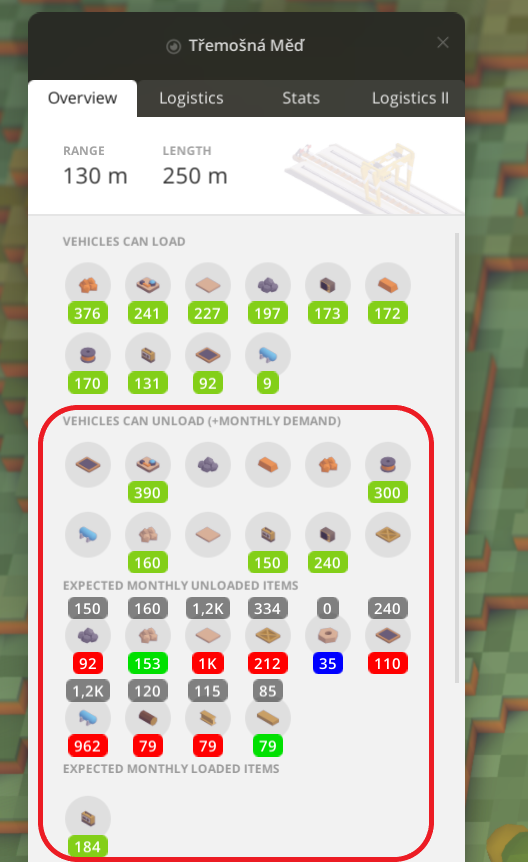 Třemošná Měď
Overview Logistics Stats Logistics II
RANGE LENGTH
130 m 250 m
VEHICLES CAN LOAD
376 241 227 197 173 172
170 131 92 9
VEHICLES CAN UNLOAD (+MONTHLY DEMAND)
390 300
160 150 240
EXPECTED MONTHLY UNLOADED ITEMS
150 160 1,2K 334 0 240
92 153 1K 212 35 110
1,2K 120 115 85
962 79 79 79
EXPECTED MONTHLY LOADED ITEMS
184